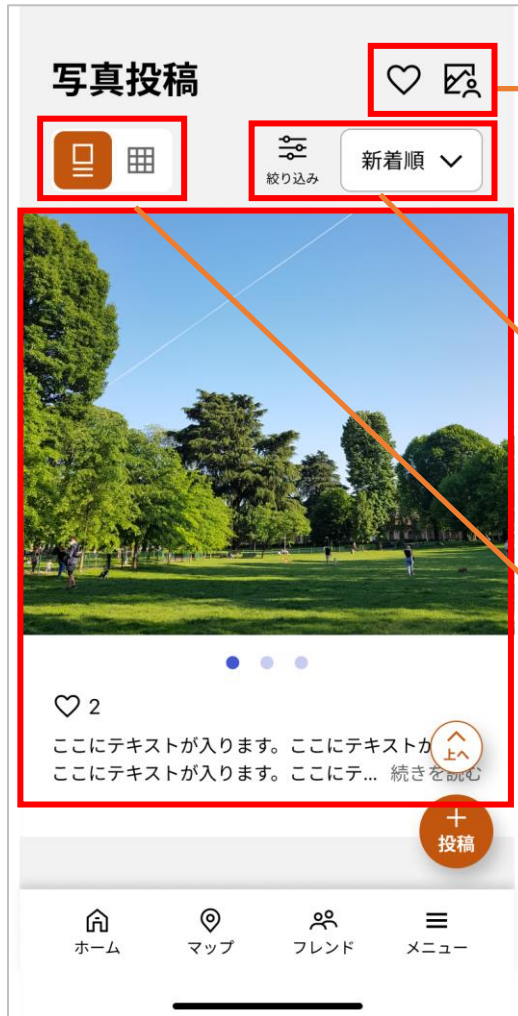 写真投稿
絞り込み
新着順
2
ここにテキストが入ります。ここにテキストが
上へ
ここにテキストが入ります。ここにテ... 続きを読む
投稿
ホーム
マップ
フレンド
メニュー